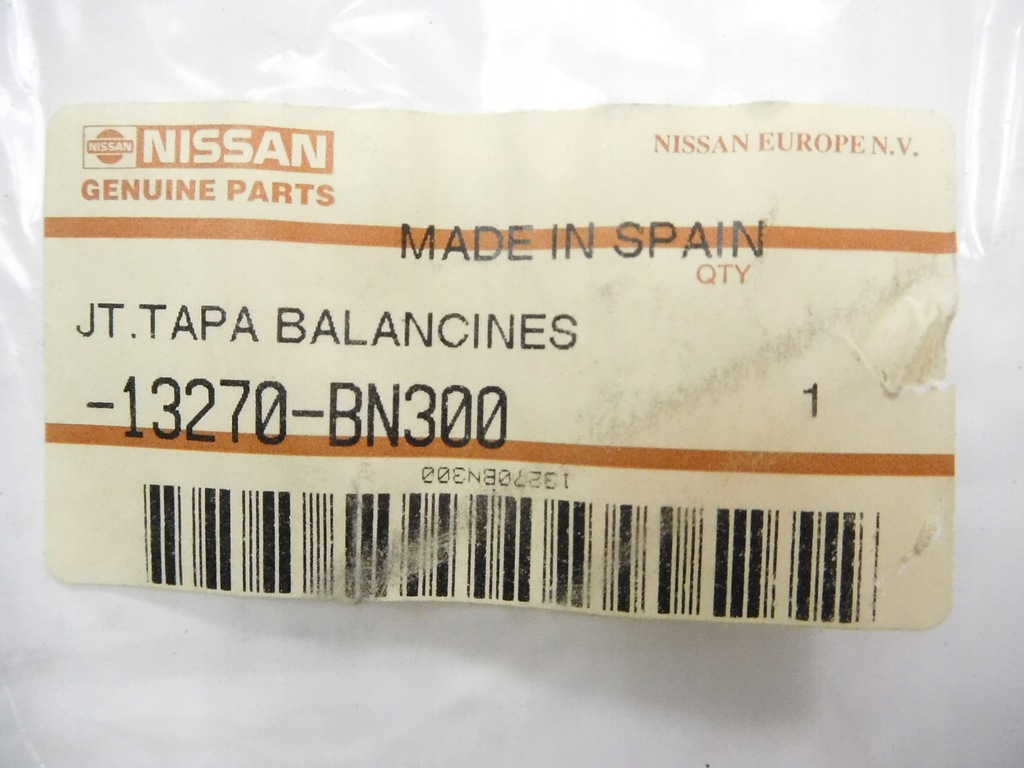 NISSAN NISSAN
GENUINE PARTS
NISSAN EUROPE N.V.
MADE IN SPAIN
QTY
JT.TAPA BALANCINES
-13270-BN300 1
13270BN300